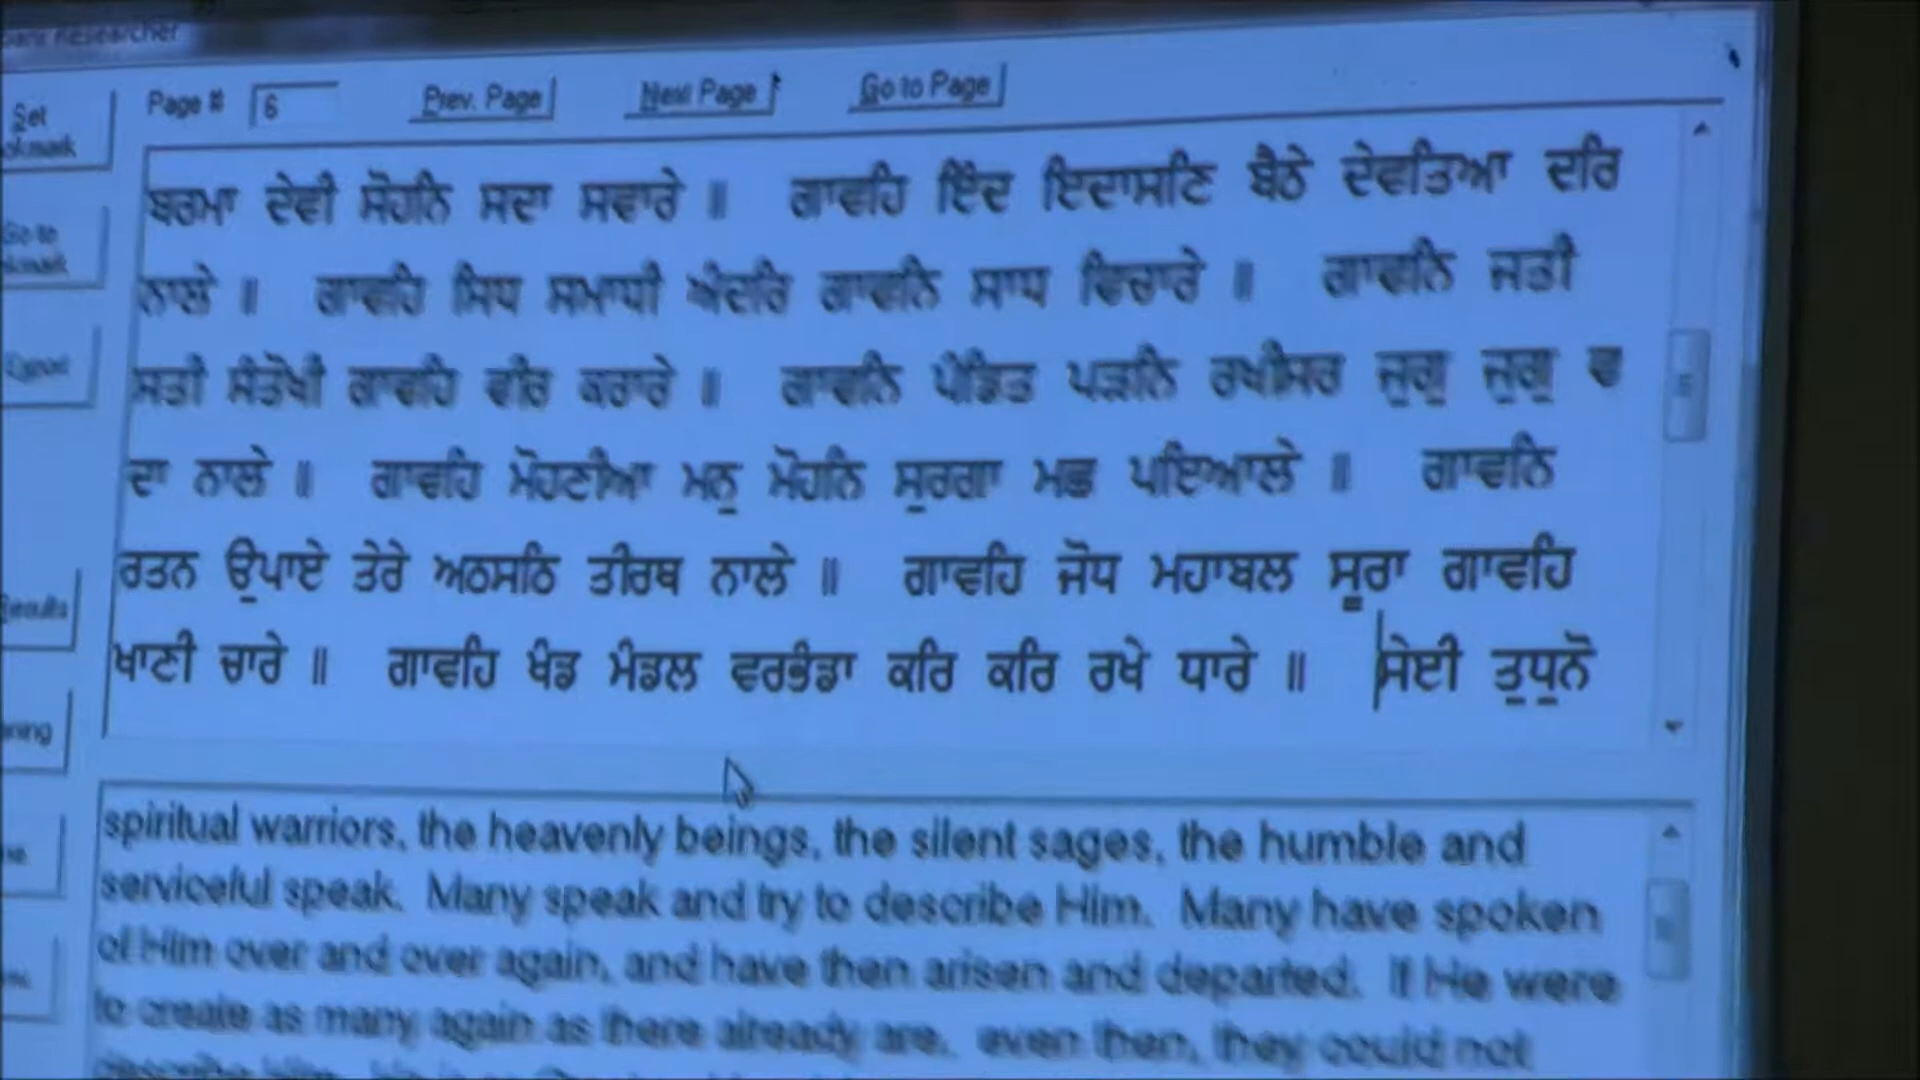 Researcher
Set
Page # 6 Prev. Page Next Page Go to Page
ਬਰਮਾ ਦੇਵੀ ਸੋਹਨਿ ਸਦਾ ਸਵਾਰੇ ॥ ਗਾਵਹਿ ਇੰਦ ਇਦਾਸਣਿ ਬੈਠੇ ਦੇਵਤਿਆ ਦਰਿ
ਨਾਲੇ ॥ ਗਾਵਹਿ ਸਿਧ ਸਮਾਧੀ ਅੰਦਰਿ ਗਾਵਨਿ ਸਾਧ ਵਿਚਾਰੇ ॥ ਗਾਵਨਿ ਜਤੀ
Go to
ਸਤੀ ਸੰਤੋਖੀ ਗਾਵਹਿ ਵੀਰ ਕਰਾਰੇ ॥ ਗਾਵਨਿ ਪੰਡਿਤ ਪੜਨਿ ਰਖੀਸਰ ਜੁਗੁ ਜੁਗੁ ਵ
ਦਾ ਨਾਲੇ ॥ ਗਾਵਹਿ ਮੋਹਣੀਆ ਮਨੁ ਮੋਹਨਿ ਸੁਰਗਾ ਮਛ ਪਇਆਲੇ ॥ ਗਾਵਨਿ
ਰਤਨ ਉਪਾਏ ਤੇਰੇ ਅਠਸਠਿ ਤੀਰਥ ਨਾਲੇ ॥ ਗਾਵਹਿ ਜੋਧ ਮਹਾਬਲ ਸੂਰਾ ਗਾਵਹਿ
Results
ਖਾਣੀ ਚਾਰੇ ॥ ਗਾਵਹਿ ਖੰਡ ਮੰਡਲ ਵਰਭੰਡਾ ਕਰਿ ਕਰਿ ਰਖੇ ਧਾਰੇ ॥ ਸੇਈ ਤੁਧੁਨੋ
spiritual warriors, the heavenly beings, the silent sages, the humble and
serviceful speak. Many speak and try to describe Him. Many have spoken
of Him over and over again, and have then arisen and departed. If He were
to create as many again as there already are, even then, they could not